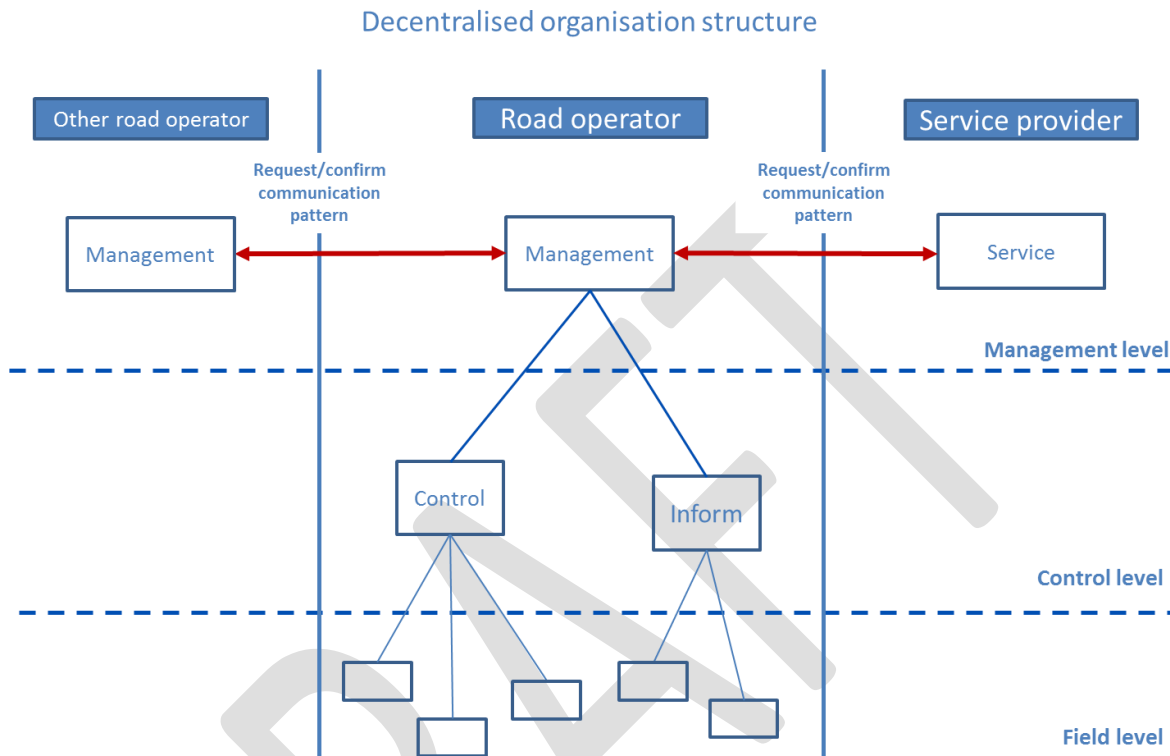 Decentralised organisation structure
Other road operator
Road operator
Service provider
Request/confirm
communication
pattern
Request/confirm
communication
pattern
Management
Management
Service
Management level
Control
Inform
Control level
Field level
DRAFT